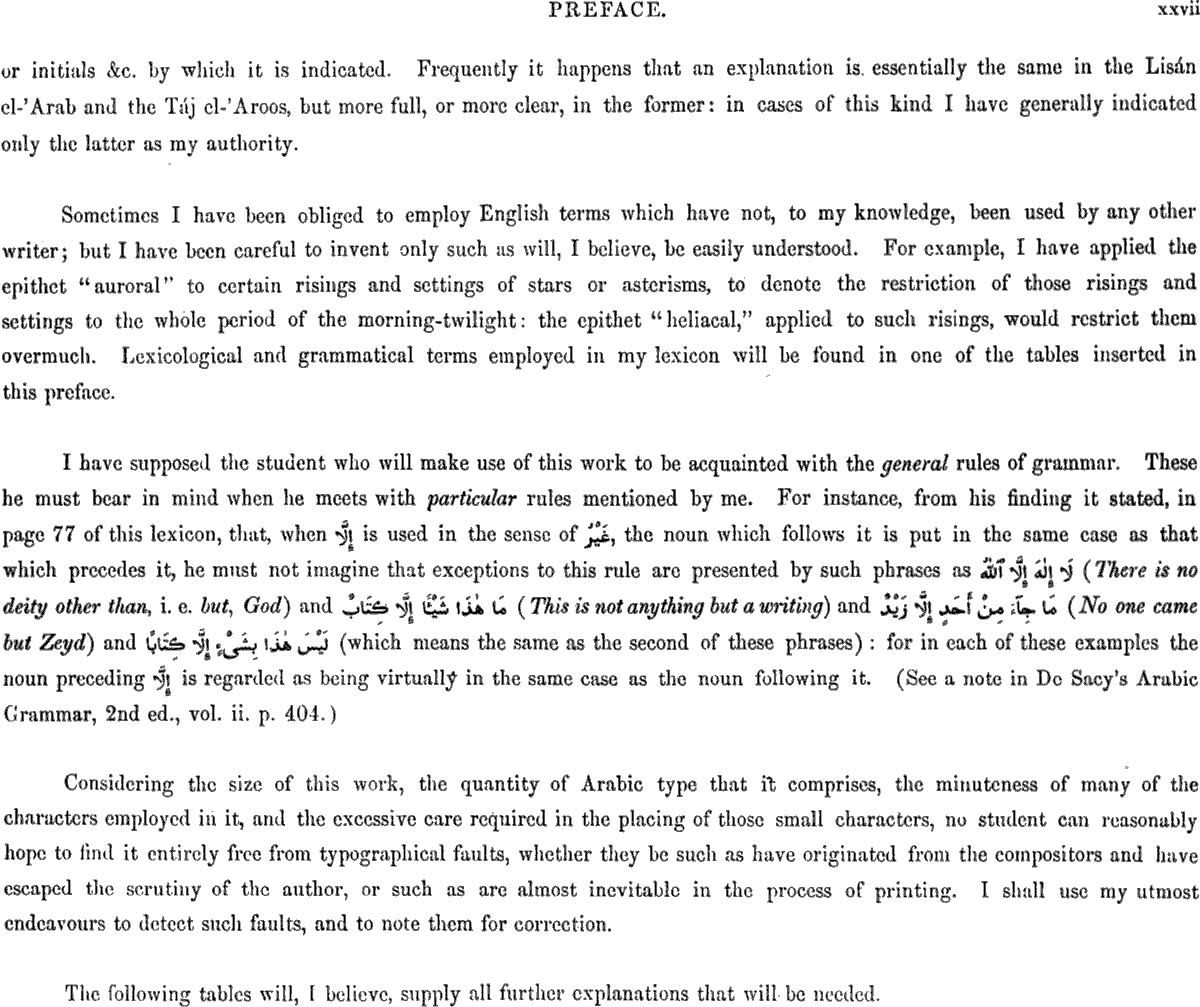 PREFACE. xxvii
or initials &c. by which it is indicated. Frequently it happens that an explanation is essentially the same in the Lisán
el-'Arab and the Táj el-'Aroos, but more full, or more clear, in the former: in cases of this kind I have generally indicated
only the latter as my authority.
Sometimes I have been obliged to employ English terms which have not, to my knowledge, been used by any other
writer; but I have been careful to invent only such as will, I believe, be easily understood. For example, I have applied the
epithet "auroral" to certain risings and settings of stars or asterisms, to denote the restriction of those risings and
settings to the whole period of the morning-twilight: the epithet "heliacal," applied to such risings, would restrict them
overmuch. Lexicological and grammatical terms employed in my lexicon will be found in one of the tables inserted in
this preface.
I have supposed the student who will make use of this work to be acquainted with the general rules of grammar. These
he must bear in mind when he meets with particular rules mentioned by me. For instance, from his finding it stated, in
page 77 of this lexicon, that, when إِلَّا is used in the sense of غَيْرُ, the noun which follows it is put in the same case as that
which precedes it, he must not imagine that exceptions to this rule are presented by such phrases as لَا إِلٰهَ إِلَّا ٱللّٰهُ (There is no
deity other than, i. e. but, God) and مَا هٰذَا شَيْئًا إِلَّا كِتَابٌ (This is not anything but a writing) and مَا جَآءَ مِنْ أَحَدٍ إِلَّا زَيْدٌ (No one came
but Zeyd) and لَيْسَ هٰذَا بِشَىْءٍ إِلَّا كِتَابًا (which means the same as the second of these phrases) : for in each of these examples the
noun preceding إِلَّا is regarded as being virtually in the same case as the noun following it. (See a note in De Sacy's Arabic
Grammar, 2nd ed., vol. ii. p. 404.)
Considering the size of this work, the quantity of Arabic type that it comprises, the minuteness of many of the
characters employed in it, and the excessive care required in the placing of those small characters, no student can reasonably
hope to find it entirely free from typographical faults, whether they be such as have originated from the compositors and have
escaped the scrutiny of the author, or such as are almost inevitable in the process of printing. I shall use my utmost
endeavours to detect such faults, and to note them for correction.
The following tables will, I believe, supply all further explanations that will be needed.